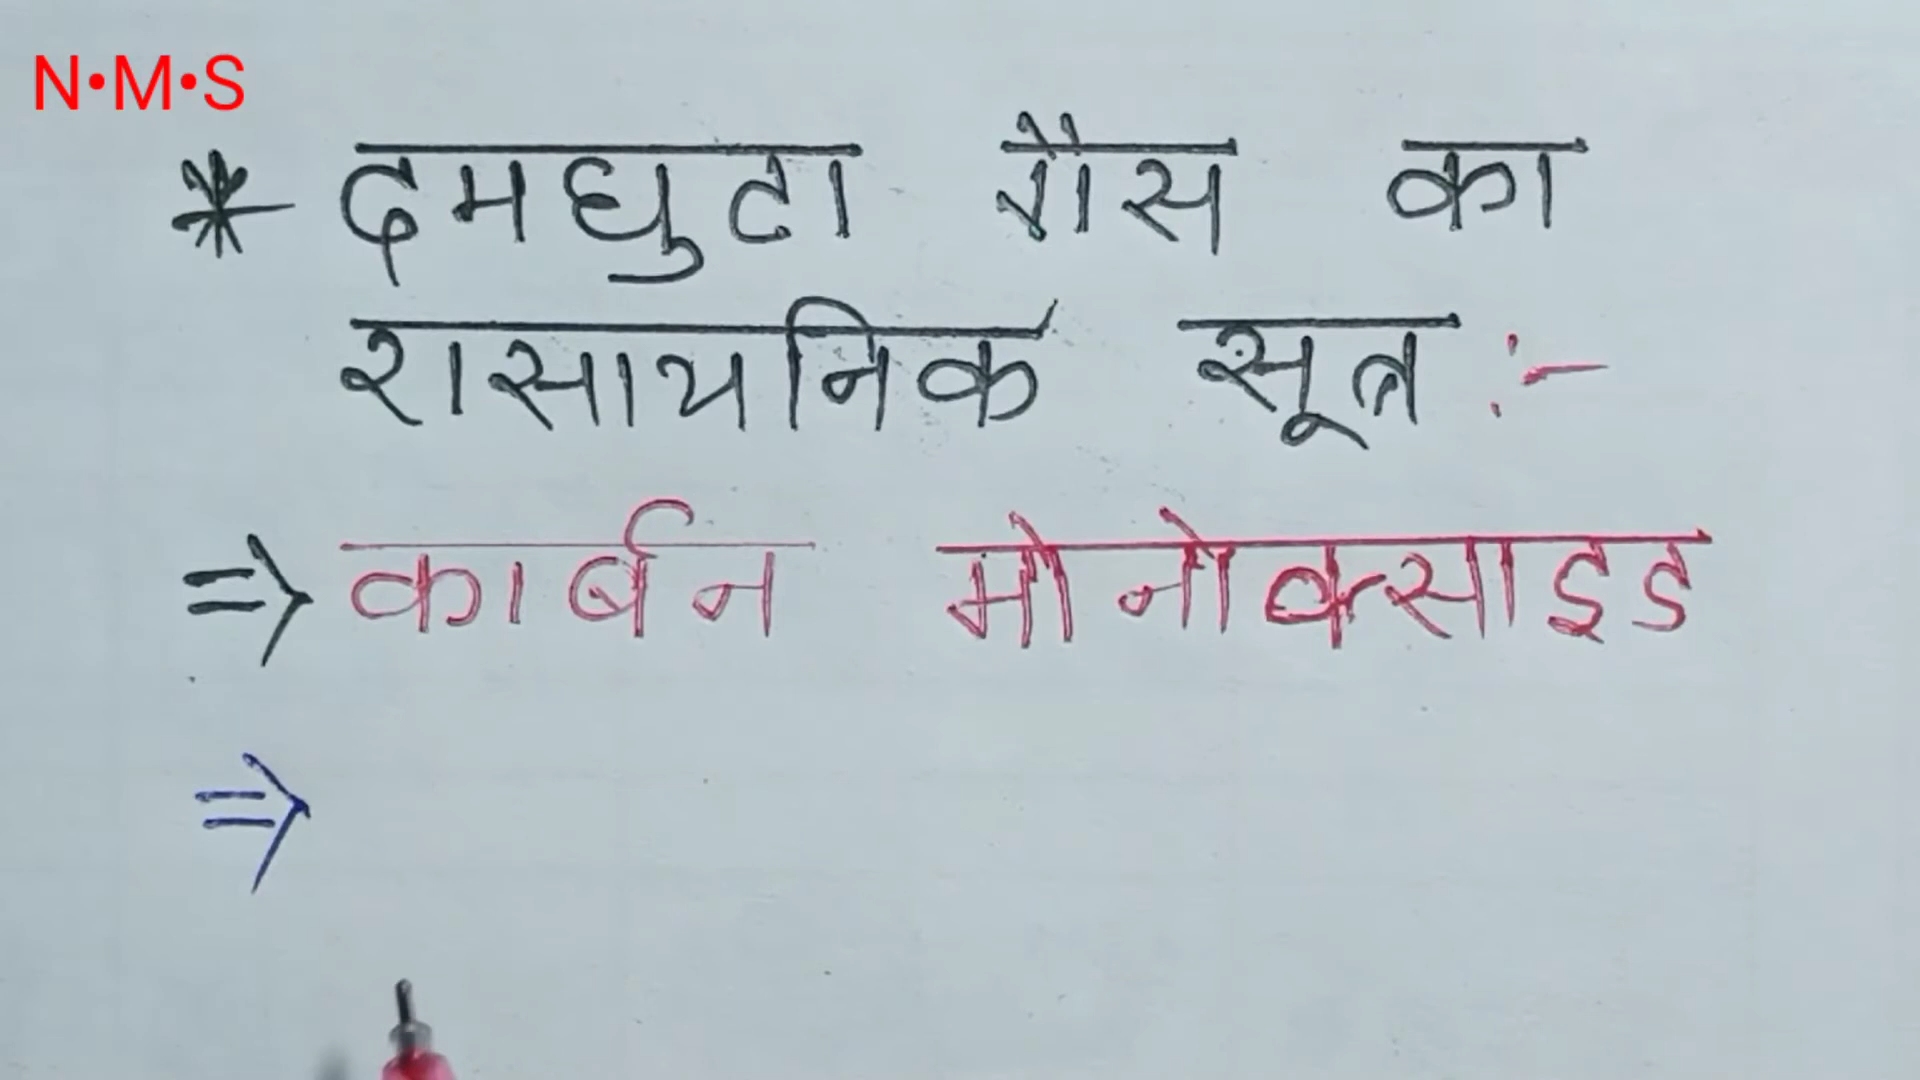 N•M•S
* दमघुटा गैस का
रासायनिक सूत्र :-
=> कार्बन मोनोक्साइड
=>